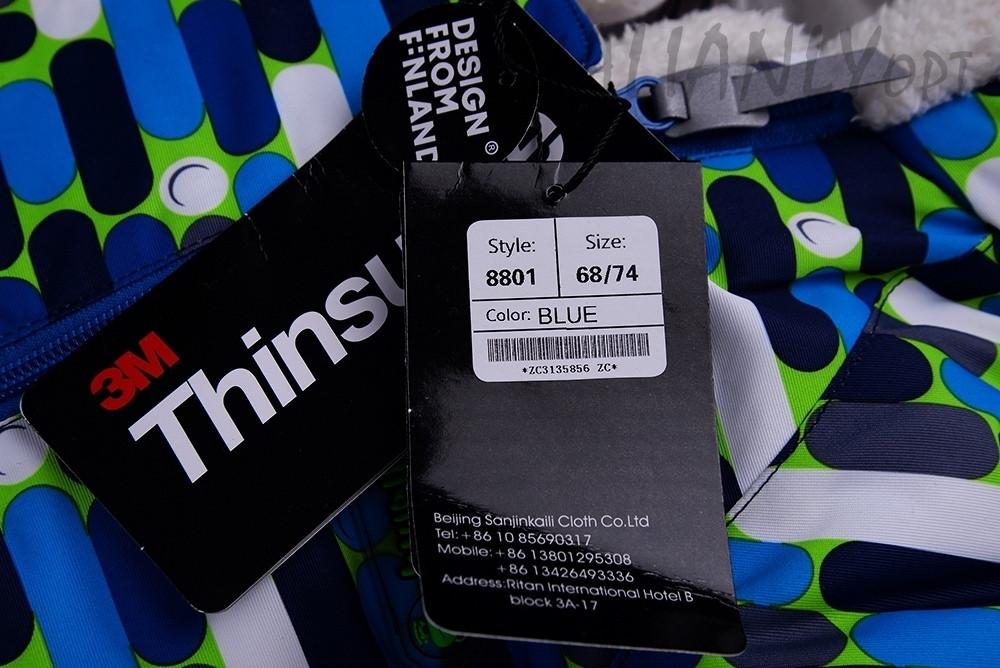 DESIGN
FROM
FINLAND
®
3M
Thinsu
Style:
8801
Size:
68/74
Color: BLUE
*ZC3135856 ZC*
Beijing Sanjinkaili Cloth Co.Ltd
Tel:+86 10 85690317
Mobile:+86 13801295308
+86 13426493336
Address:Ritan International Hotel B
block 3A-17